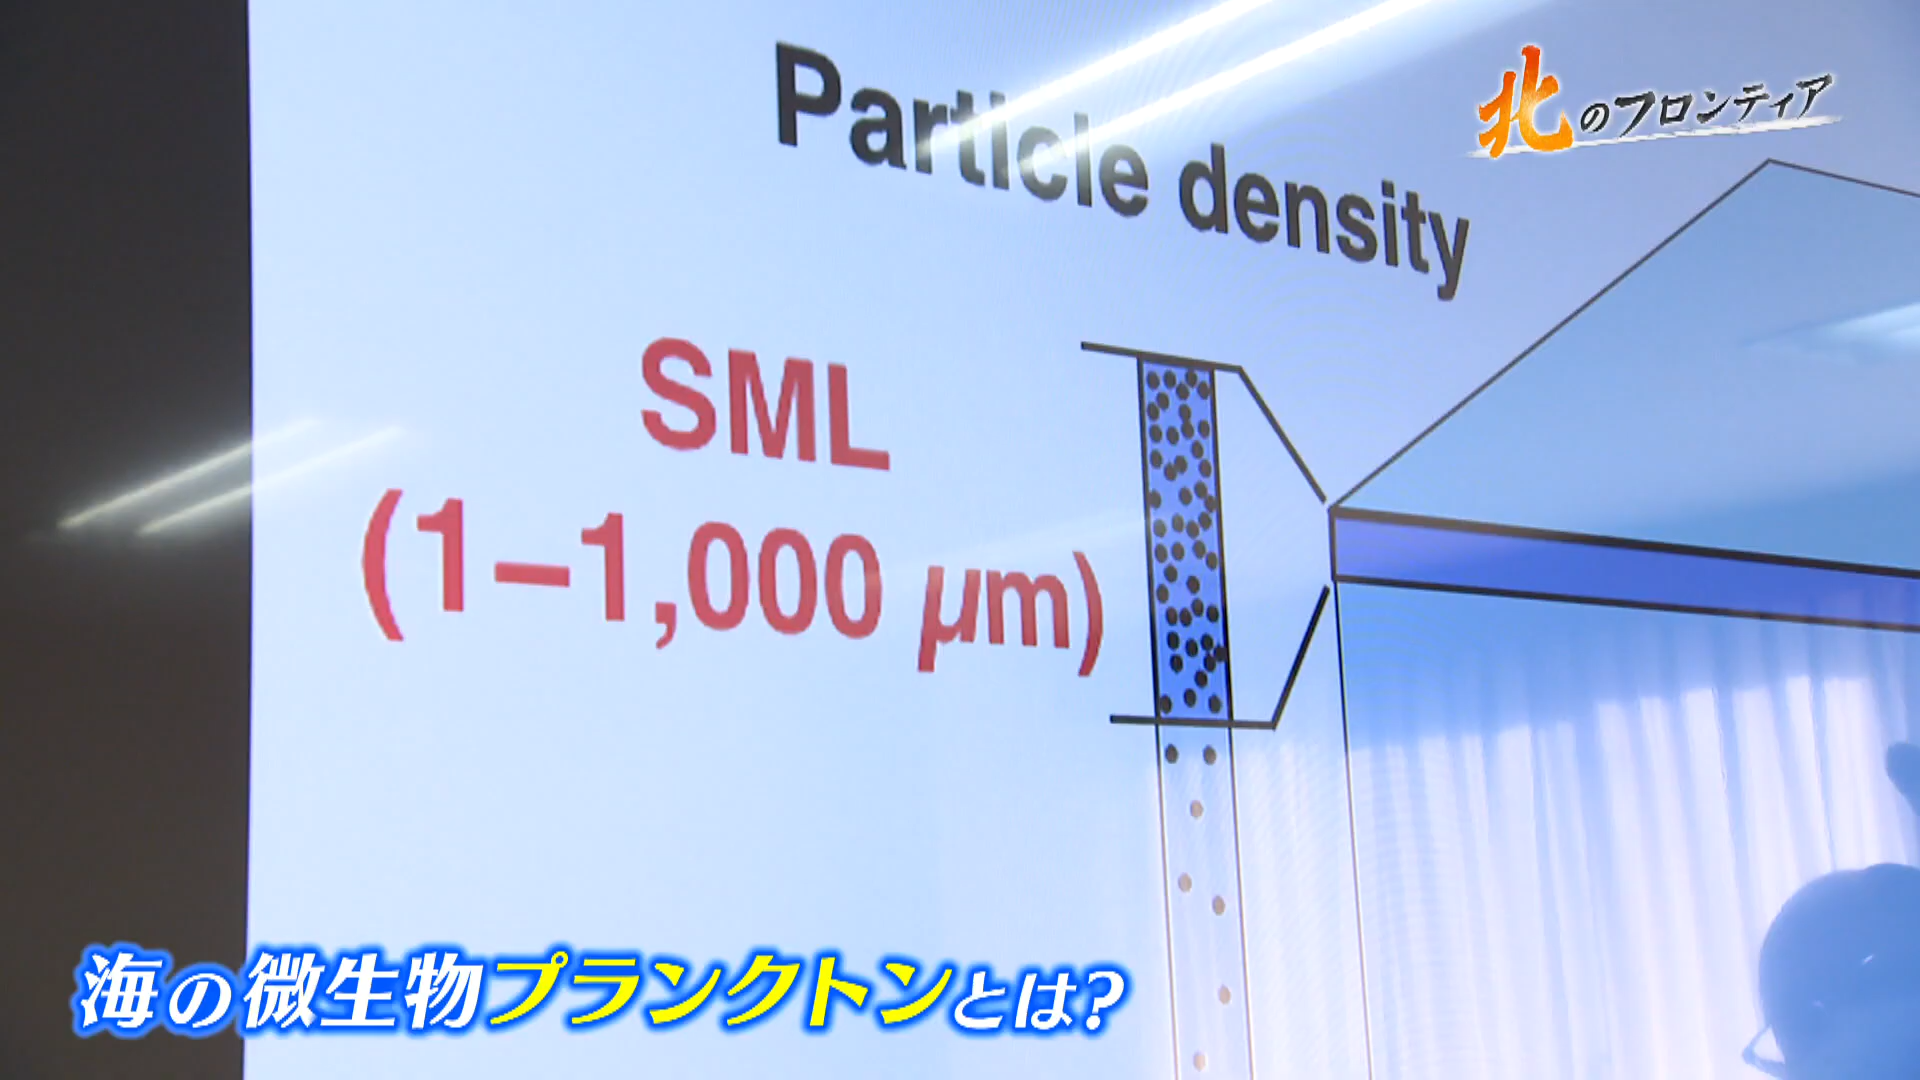 北のフロンティア
Particle density
SML
(1–1,000 µm)
海の微生物プランクトンとは?